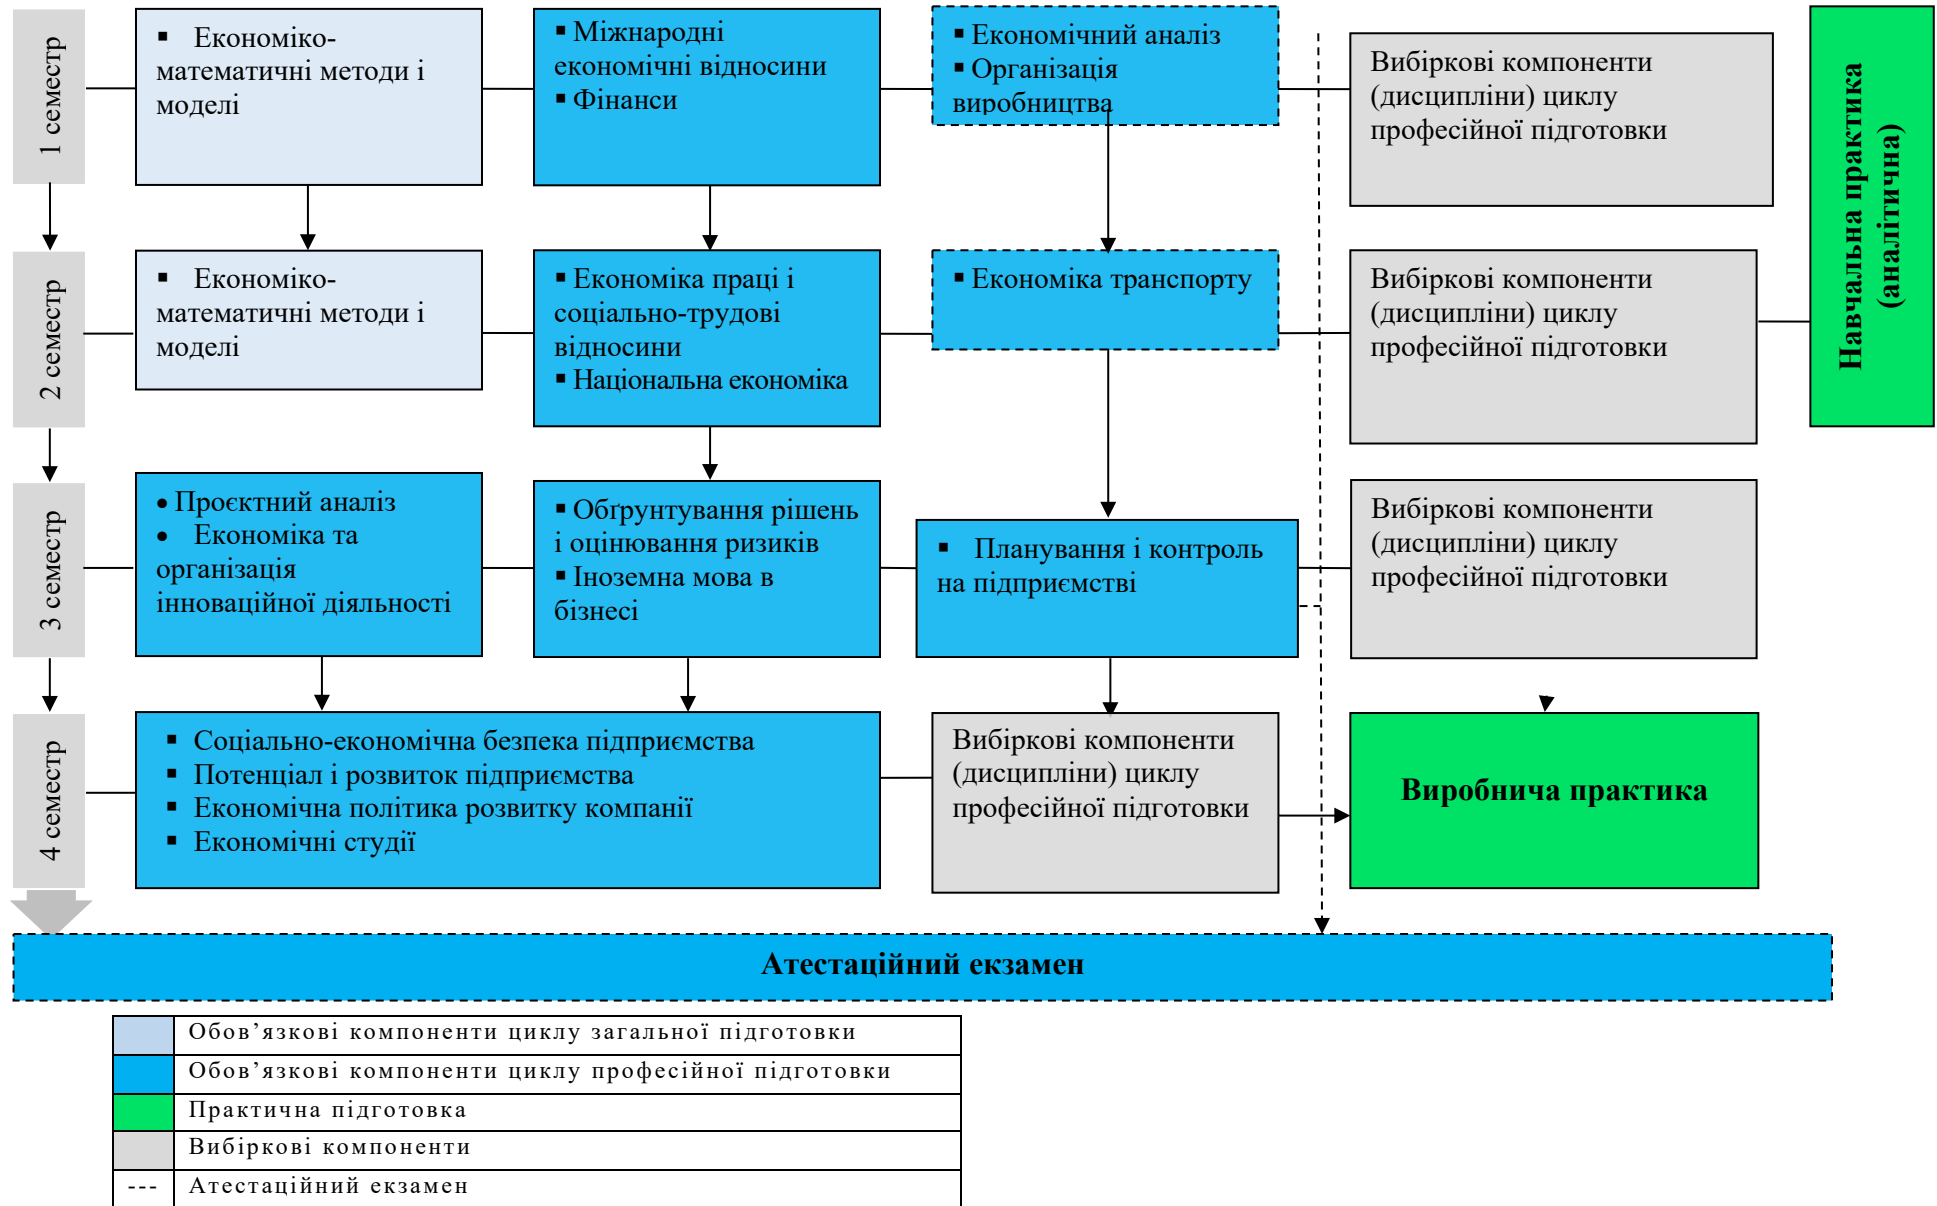 1 семестр
▪ Економіко-
математичні методи і
моделі
▪ Міжнародні
економічні відносини
▪ Фінанси
▪ Економічний аналіз
▪ Організація
виробництва
Вибіркові компоненти
(дисципліни) циклу
професійної підготовки
Навчальна практика
(аналітична)
2 семестр
▪ Економіко-
математичні методи і
моделі
▪ Економіка праці і
соціально-трудові
відносини
▪ Національна економіка
▪ Економіка транспорту
Вибіркові компоненти
(дисципліни) циклу
професійної підготовки
3 семестр
• Проєктний аналіз
• Економіка та
організація
інноваційної діяльності
▪ Обґрунтування рішень
і оцінювання ризиків
▪ Іноземна мова в
бізнесі
▪ Планування і контроль
на підприємстві
Вибіркові компоненти
(дисципліни) циклу
професійної підготовки
4 семестр
▪ Соціально-економічна безпека підприємства
▪ Потенціал і розвиток підприємства
▪ Економічна політика розвитку компанії
▪ Економічні студії
Вибіркові компоненти
(дисципліни) циклу
професійної підготовки
Виробнича практика
Атестаційний екзамен
Обов’язкові компоненти циклу загальної підготовки
Обов’язкові компоненти циклу професійної підготовки
Практична підготовка
Вибіркові компоненти
--- Атестаційний екзамен